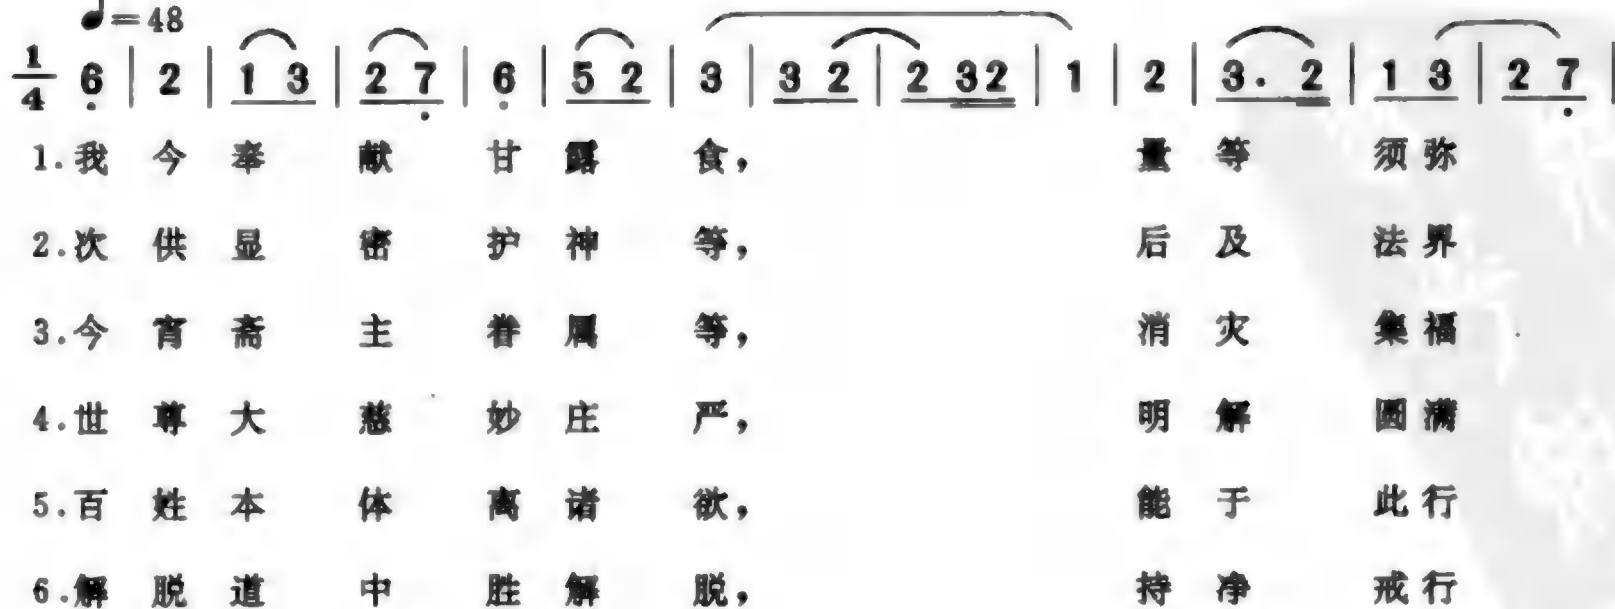 ♩=48
1/4 6̣ | 2 | 1 3 | 2 7̣ | 6̣ | 5 2 | 3 | 3 2 | 2 32 | 1 | 2 | 3. 2 | 1 3 | 2 7̣ |
1.我 今 奉 献 甘 露 食, 量 等 须 弥
2.次 供 显 密 护 神 等, 后 及 法 界
3.今 宵 斋 主 眷 属 等, 消 灾 集 福
4.世 尊 大 慈 妙 庄 严, 明 解 圆 满
5.百 姓 本 体 离 诸 欲, 能 于 此 行
6.解 脱 道 中 胜 解 脱, 持 净 戒 行